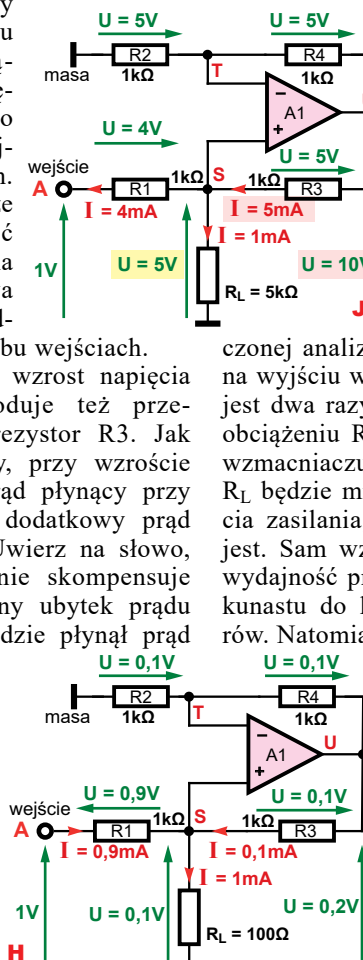 y
U = 5V
U = 5V
R2
R4
masa
1kΩ
1kΩ
T
A1
U = 4V
U = 5V
wejście
1kΩ
S
1kΩ
A
R1
R3
I = 4mA
I = 5mA
I = 1mA
1V
U = 5V
U = 10V
R_L = 5kΩ
J
bu wejściach.
wzrost napięcia
oduje też prze-
rezystor R3. Jak
y, przy wzroście
rąd płynący przy
dodatkowy prąd
Uwierz na słowo,
nie skompensuje
ny ubytek prądu
dzie płynął prąd
czonej analiz
na wyjściu w
jest dwa razy
obciążeniu R
wzmacniaczu
R_L będzie m
cia zasilania
jest. Sam wz
wydajność p
kunastu do k
rów. Natomia
U = 0,1V
U = 0,1V
R2
R4
masa
1kΩ
1kΩ
T
A1
U
U = 0,9V
U = 0,1V
wejście
1kΩ
S
1kΩ
A
R1
R3
I = 0,9mA
I = 0,1mA
I = 1mA
1V
U = 0,1V
U = 0,2V
R_L = 100Ω
H